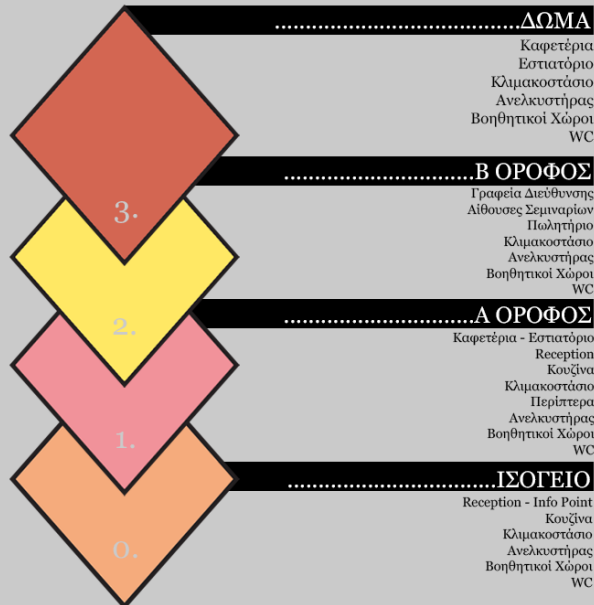 ........................................ΔΩΜΑ
Καφετέρια
Εστιατόριο
Κλιμακοστάσιο
Ανελκυστήρας
Βοηθητικοί Χώροι
WC
3.
...............................Β ΟΡΟΦΟΣ
Γραφεία Διεύθυνσης
Αίθουσες Σεμιναρίων
Πωλητήριο
Κλιμακοστάσιο
Ανελκυστήρας
Βοηθητικοί Χώροι
WC
2.
...............................Α ΟΡΟΦΟΣ
Καφετέρια - Εστιατόριο
Reception
Κουζίνα
Κλιμακοστάσιο
Περίπτερα
Ανελκυστήρας
Βοηθητικοί Χώροι
WC
1.
..................................ΙΣΟΓΕΙΟ
Reception - Info Point
Κουζίνα
Κλιμακοστάσιο
Ανελκυστήρας
Βοηθητικοί Χώροι
WC
0.